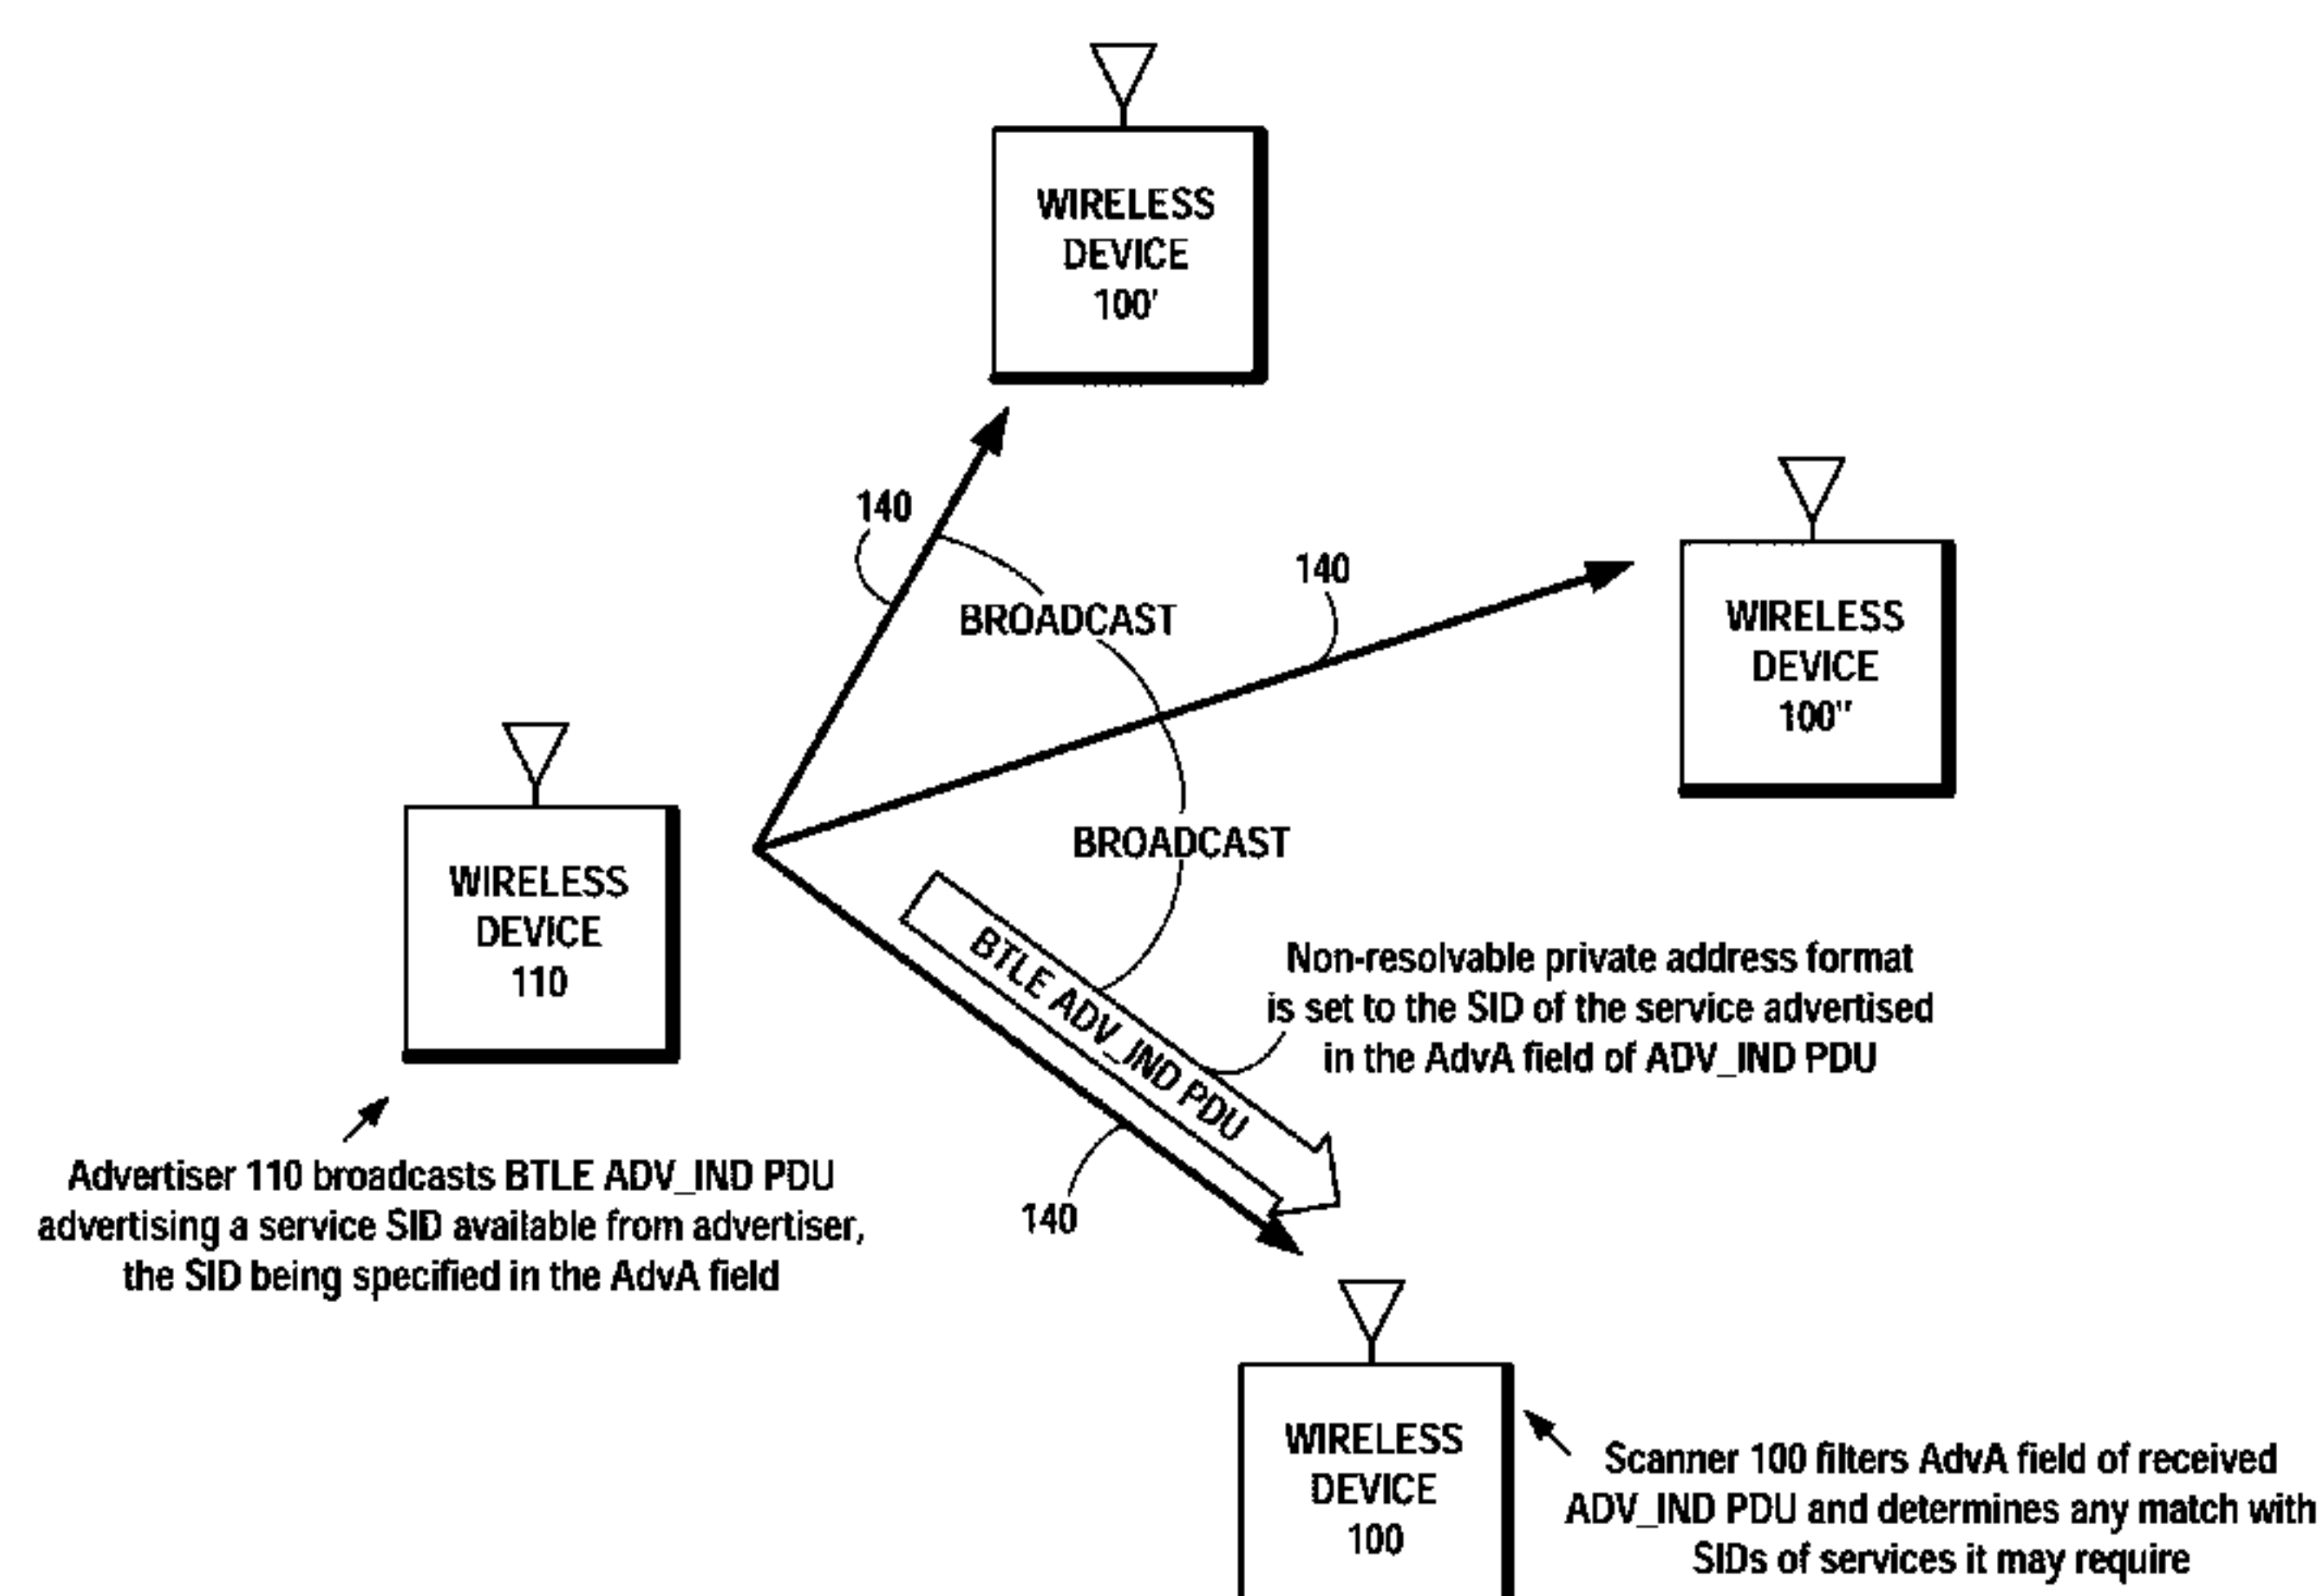 WIRELESS
DEVICE
100'
140
BROADCAST
140
WIRELESS
DEVICE
100"
BROADCAST
WIRELESS
DEVICE
110
BTLE ADV_IND PDU
Non-resolvable private address format
is set to the SID of the service advertised
in the AdvA field of ADV_IND PDU
Advertiser 110 broadcasts BTLE ADV_IND PDU
advertising a service SID available from advertiser,
the SID being specified in the AdvA field
140
WIRELESS
DEVICE
100
Scanner 100 filters AdvA field of received
ADV_IND PDU and determines any match with
SIDs of services it may require